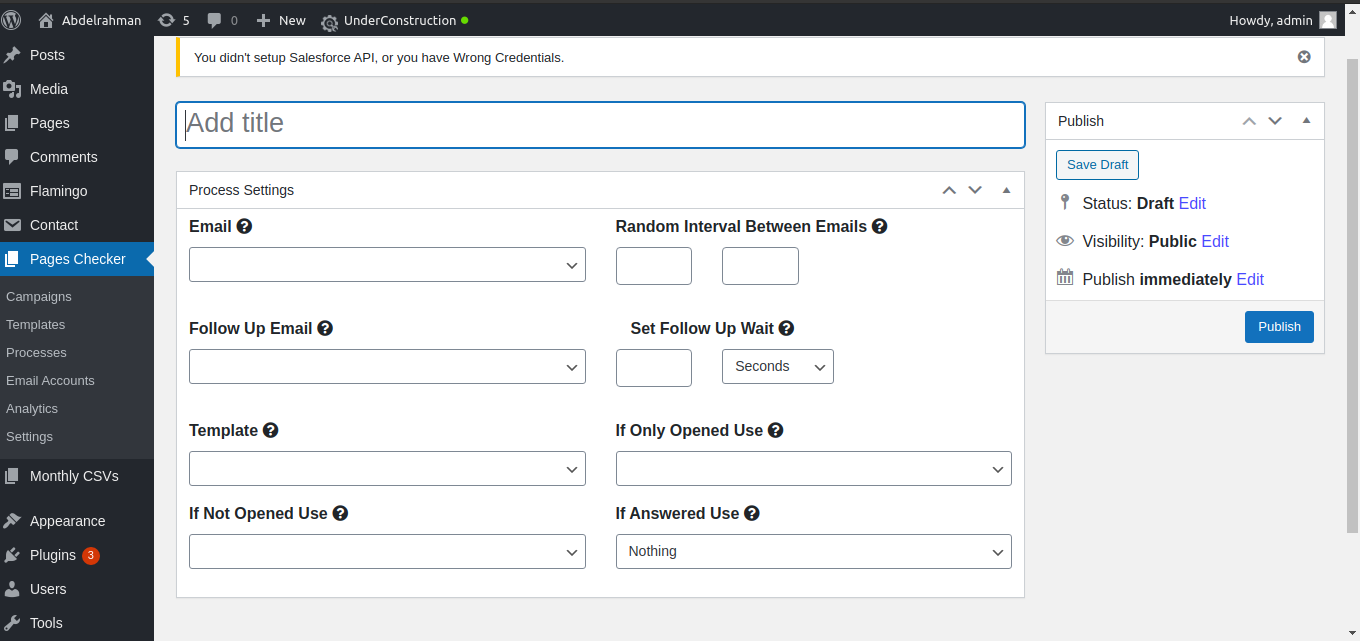 Abdelrahman 5 0 New UnderConstruction Howdy, admin
Posts
Media
Pages
Comments
Flamingo
Contact
Pages Checker
Campaigns
Templates
Processes
Email Accounts
Analytics
Settings
Monthly CSVs
Appearance
Plugins 3
Users
Tools
You didn't setup Salesforce API, or you have Wrong Credentials.
Add title
Process Settings
Email Random Interval Between Emails
Follow Up Email Set Follow Up Wait
Seconds
Template If Only Opened Use
If Not Opened Use If Answered Use
Nothing
Publish
Save Draft
Status: Draft Edit
Visibility: Public Edit
Publish immediately Edit
Publish